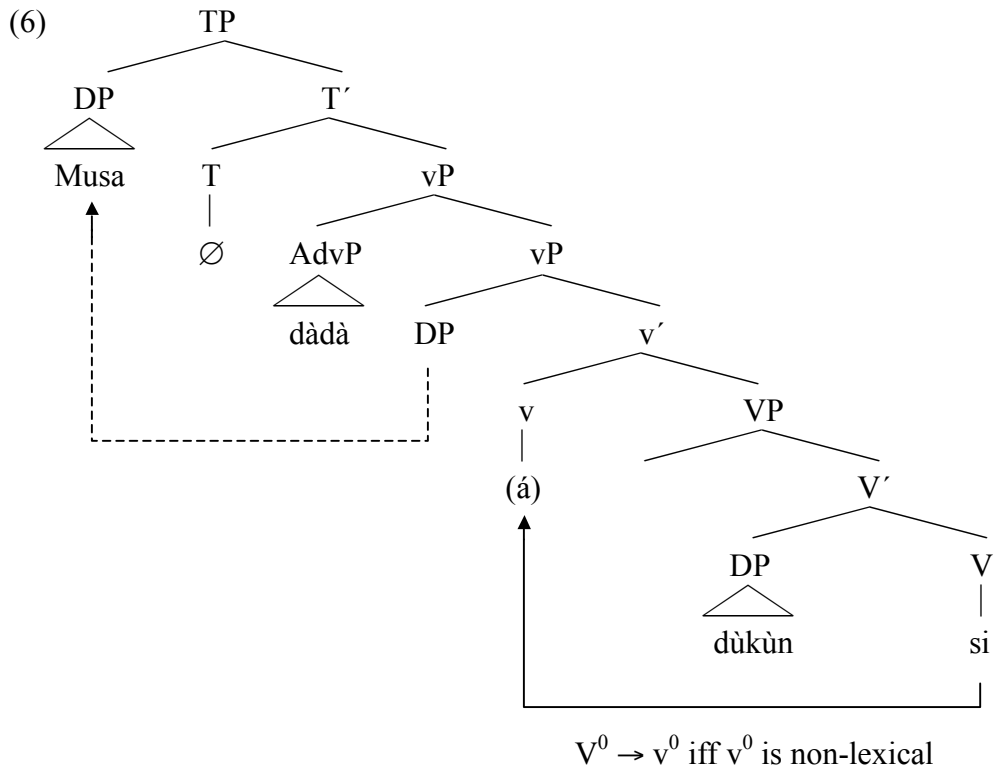 (6) TP
DP T´
Musa T vP
∅ AdvP vP
dàdà DP v´
v VP
(á) V´
DP V
dùkùn si
V⁰ → v⁰ iff v⁰ is non-lexical